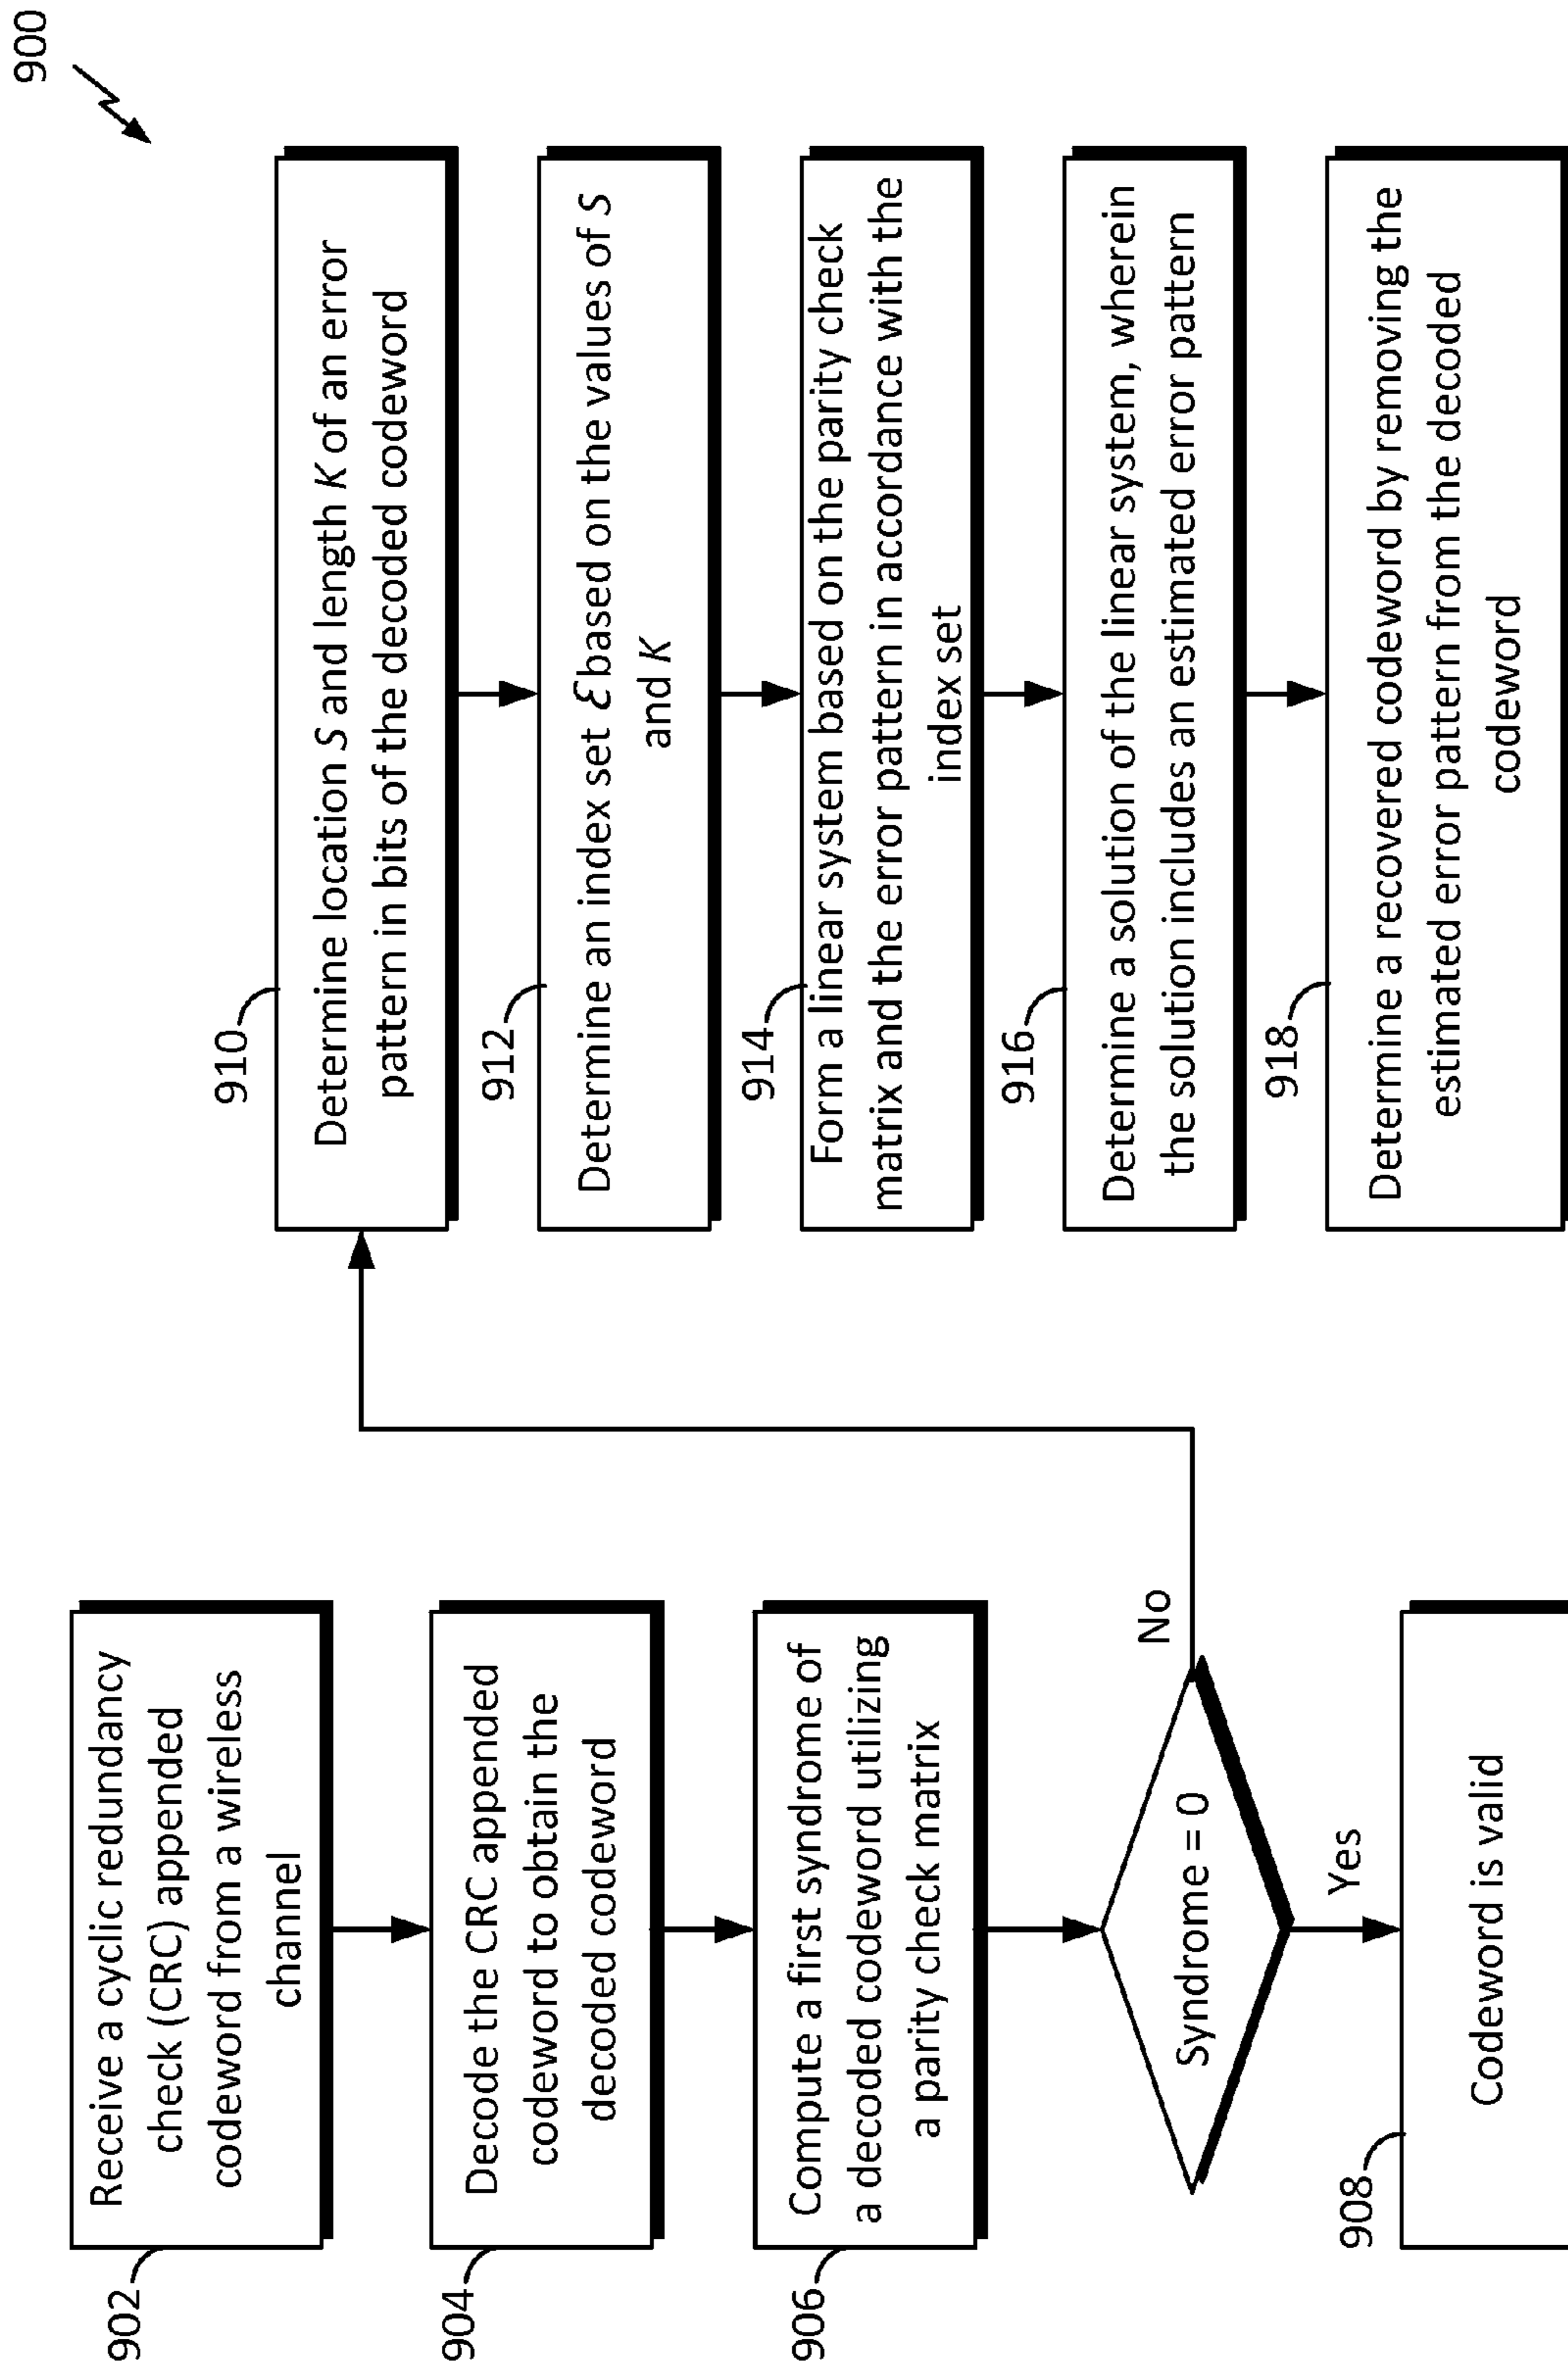 900
902
Receive a cyclic redundancy
check (CRC) appended
codeword from a wireless
channel
904
Decode the CRC appended
codeword to obtain the
decoded codeword
906
Compute a first syndrome of
a decoded codeword utilizing
a parity check matrix
Syndrome = 0
No
Yes
908
Codeword is valid
910
Determine location S and length K of an error
pattern in bits of the decoded codeword
912
Determine an index set ℰ based on the values of S
and K
914
Form a linear system based on the parity check
matrix and the error pattern in accordance with the
index set
916
Determine a solution of the linear system, wherein
the solution includes an estimated error pattern
918
Determine a recovered codeword by removing the
estimated error pattern from the decoded
codeword